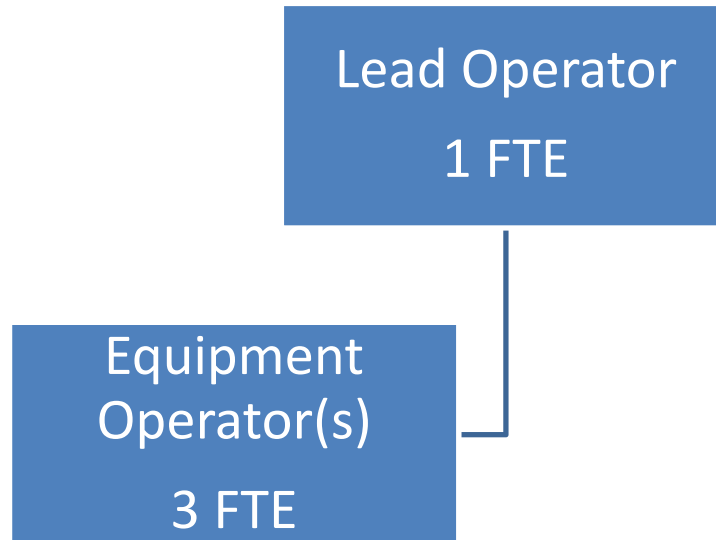 Lead Operator
1 FTE
Equipment
Operator(s)
3 FTE